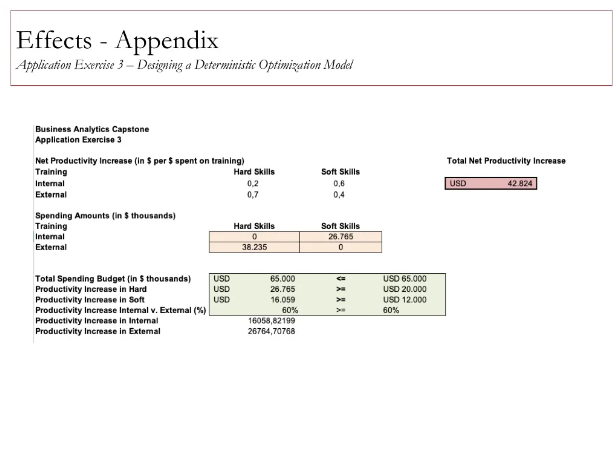 Effects - Appendix
Application Exercise 3 – Designing a Deterministic Optimization Model
Business Analytics Capstone
Application Exercise 3
Net Productivity Increase (in $ per $ spent on training) Total Net Productivity Increase
Training Hard Skills Soft Skills
Internal 0,2 0,6 USD 42.824
External 0,7 0,4
Spending Amounts (in $ thousands)
Training Hard Skills Soft Skills
Internal 0 26.765
External 38.235 0
Total Spending Budget (in $ thousands) USD 65.000 <= USD 65.000
Productivity Increase in Hard USD 26.765 >= USD 20.000
Productivity Increase in Soft USD 16.059 >= USD 12.000
Productivity Increase Internal v. External (%) 60% >= 60%
Productivity Increase in Internal 16058,82199
Productivity Increase in External 26764,70768